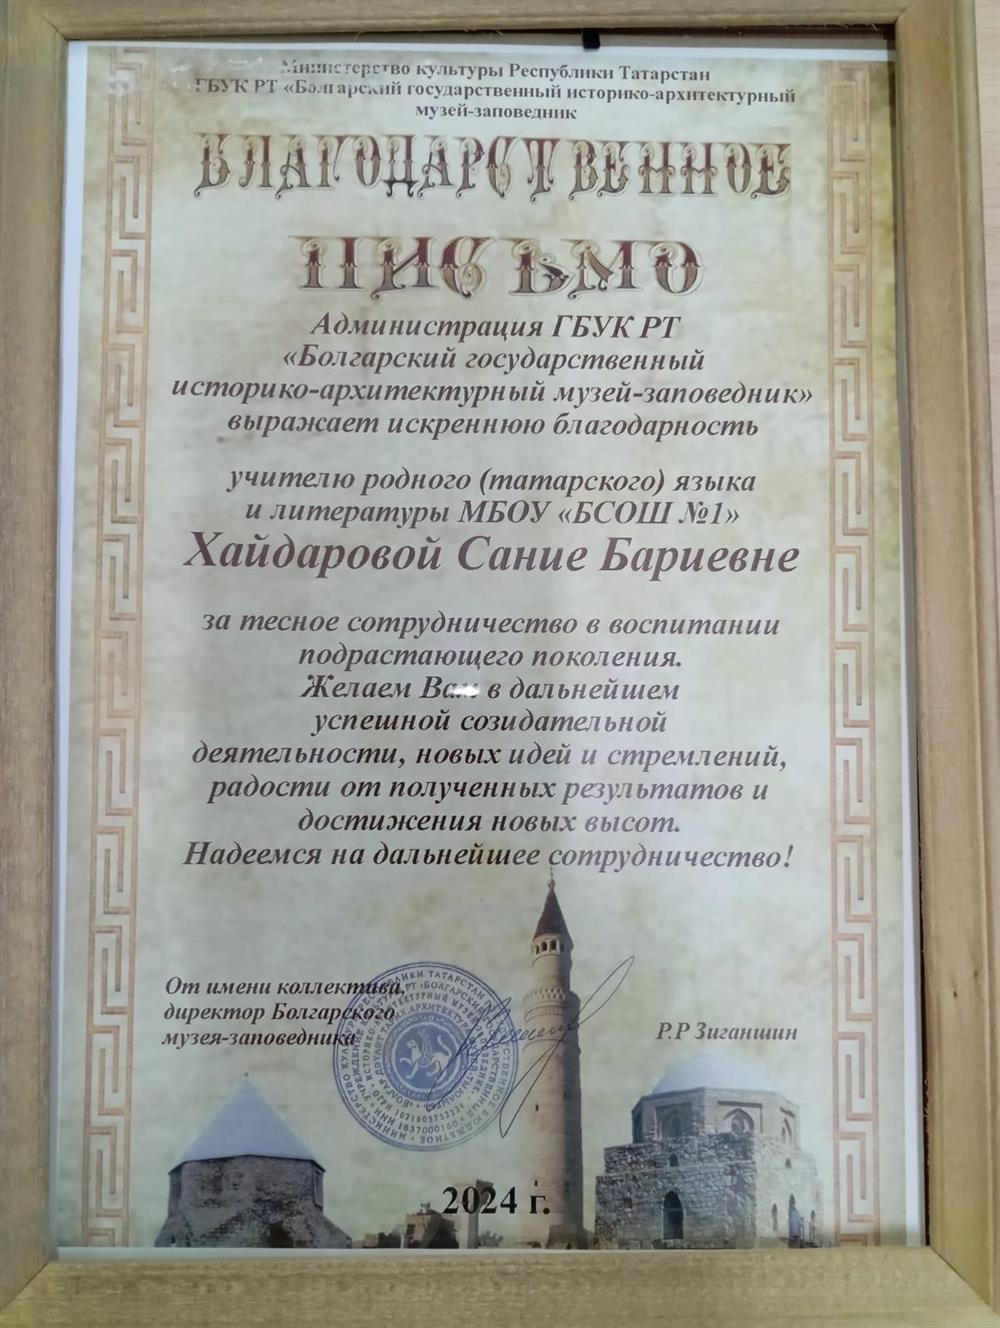 Министерство культуры Республики Татарстан
ГБУК РТ «Болгарский государственный историко-архитектурный
музей-заповедник
БЛАГОДАРСТВЕННОЕ
ПИСЬМО
Администрация ГБУК РТ
«Болгарский государственный
историко-архитектурный музей-заповедник»
выражает искреннюю благодарность
учителю родного (татарского) языка
и литературы МБОУ «БСОШ №1»
Хайдаровой Сание Бариевне
за тесное сотрудничество в воспитании
подрастающего поколения.
Желаем Вам в дальнейшем
успешной созидательной
деятельности, новых идей и стремлений,
радости от полученных результатов и
достижения новых высот.
Надеемся на дальнейшее сотрудничество!
От имени коллектива,
директор Болгарского
музея-заповедника
Р.Р Зиганшин
2024 г.